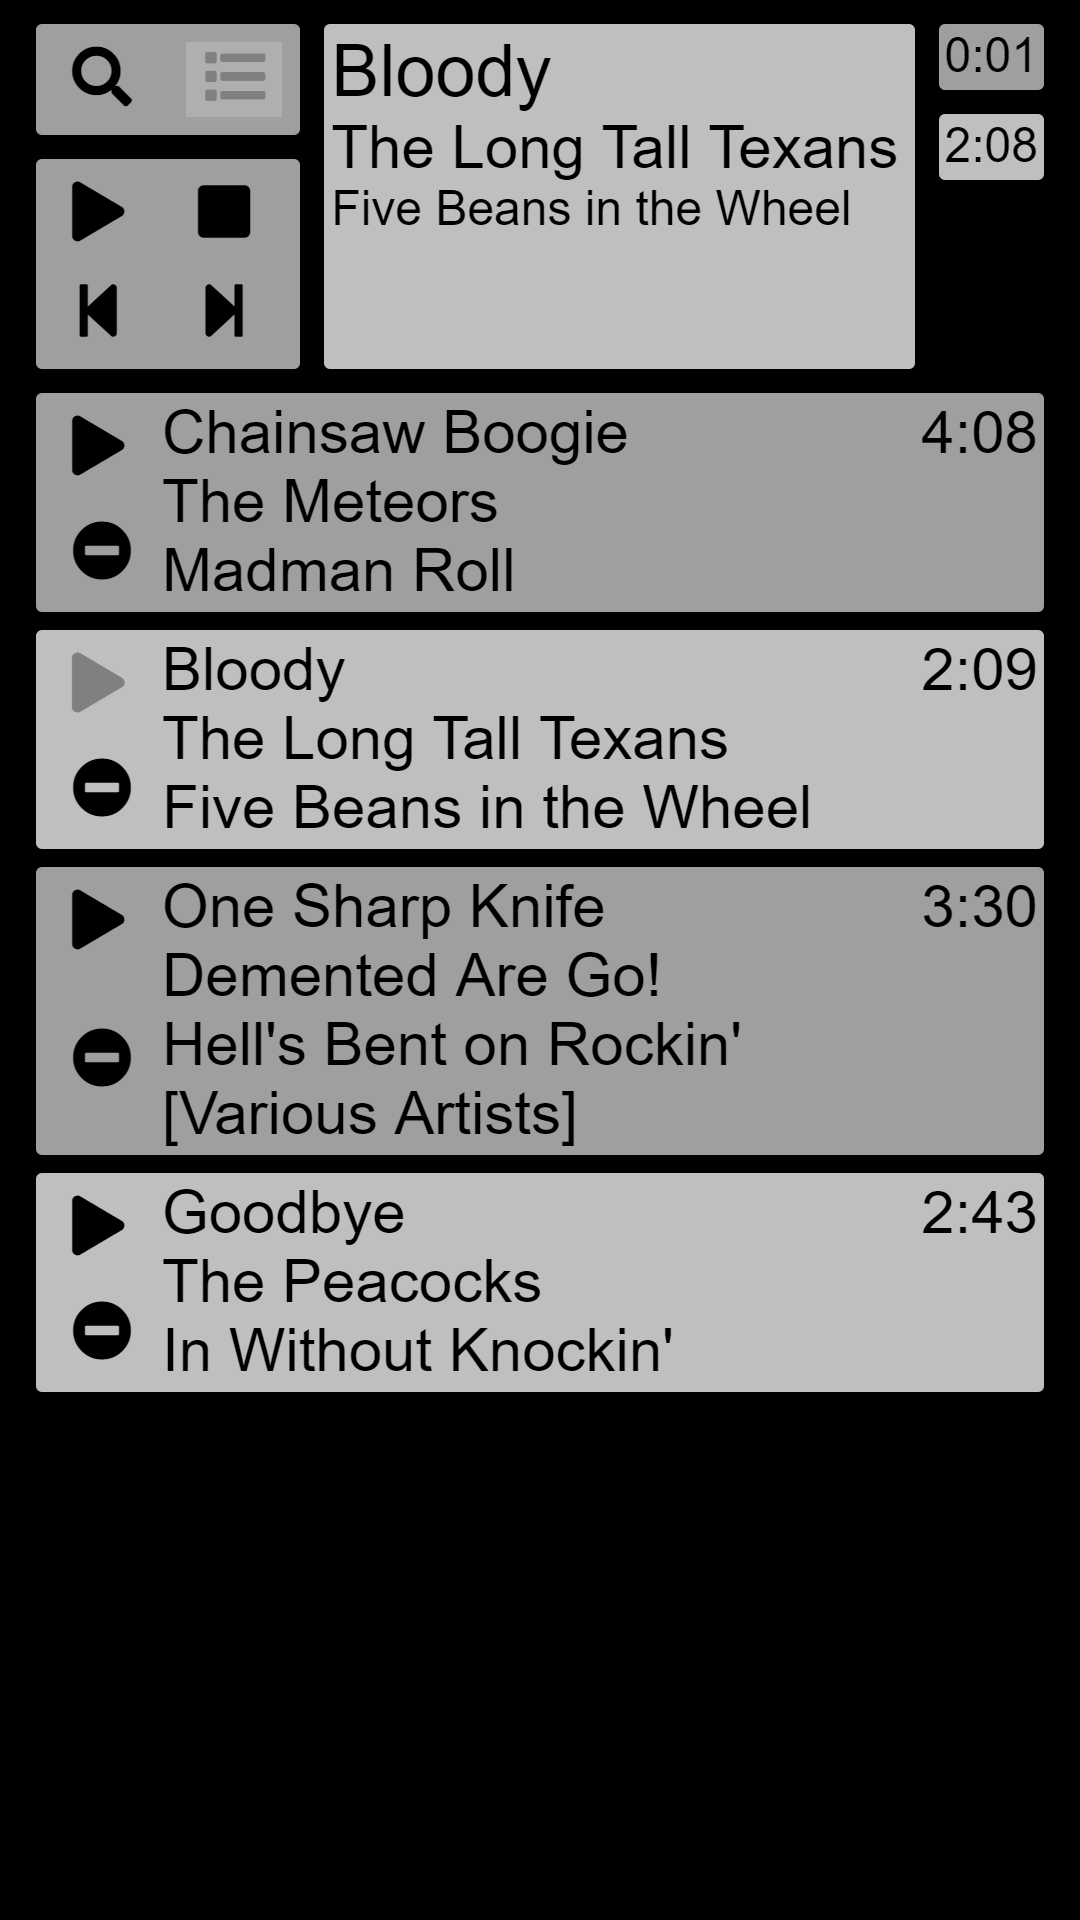 Bloody
The Long Tall Texans
Five Beans in the Wheel
0:01
2:08
Chainsaw Boogie 4:08
The Meteors
Madman Roll
Bloody 2:09
The Long Tall Texans
Five Beans in the Wheel
One Sharp Knife 3:30
Demented Are Go!
Hell's Bent on Rockin'
[Various Artists]
Goodbye 2:43
The Peacocks
In Without Knockin'